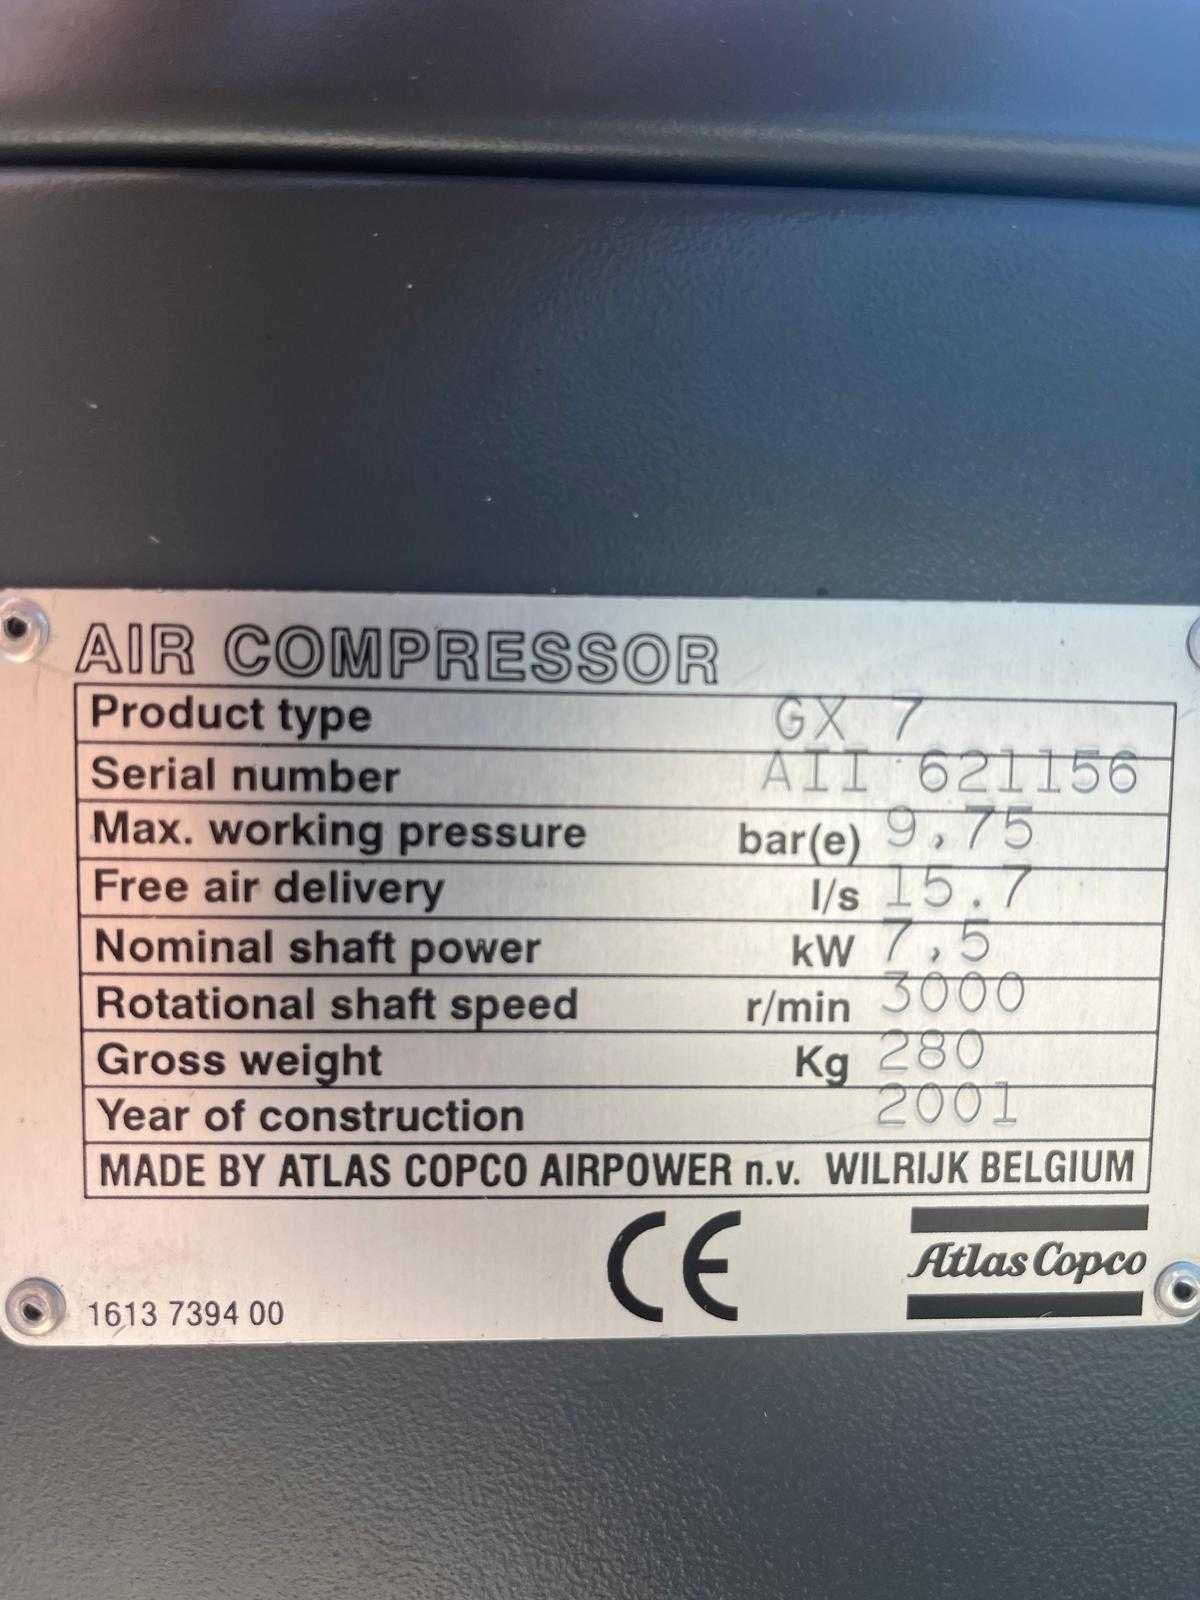 AIR COMPRESSOR
Product type GX 7
Serial number AII 621156
Max. working pressure bar(e) 9,75
Free air delivery l/s 15.7
Nominal shaft power kW 7,5
Rotational shaft speed r/min 3000
Gross weight Kg 280
Year of construction 2001
MADE BY ATLAS COPCO AIRPOWER n.v. WILRIJK BELGIUM
CE
Atlas Copco
1613 7394 00